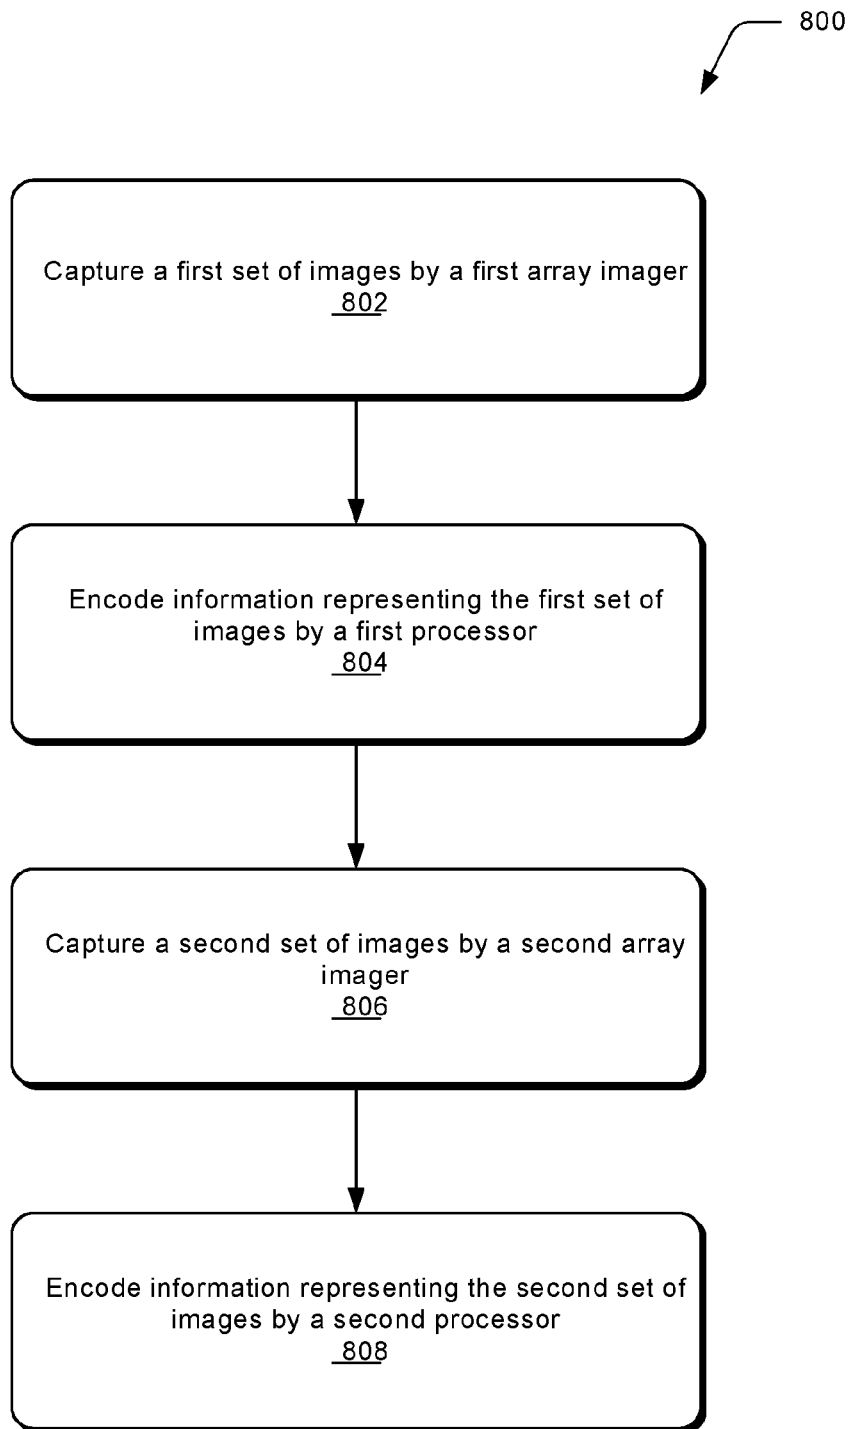 800
Capture a first set of images by a first array imager
802
Encode information representing the first set of
images by a first processor
804
Capture a second set of images by a second array
imager
806
Encode information representing the second set of
images by a second processor
808